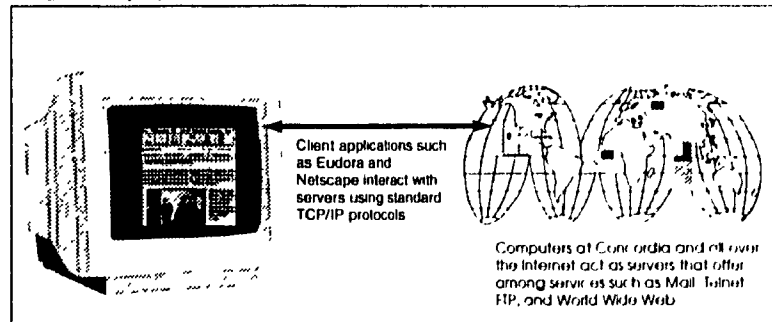 Client applications such
as Eudora and
Netscape interact with
servers using standard
TCP/IP protocols
Computers at Concordia and all over
the Internet act as servers that offer
among services such as Mail Telnet
FTP, and World Wide Web